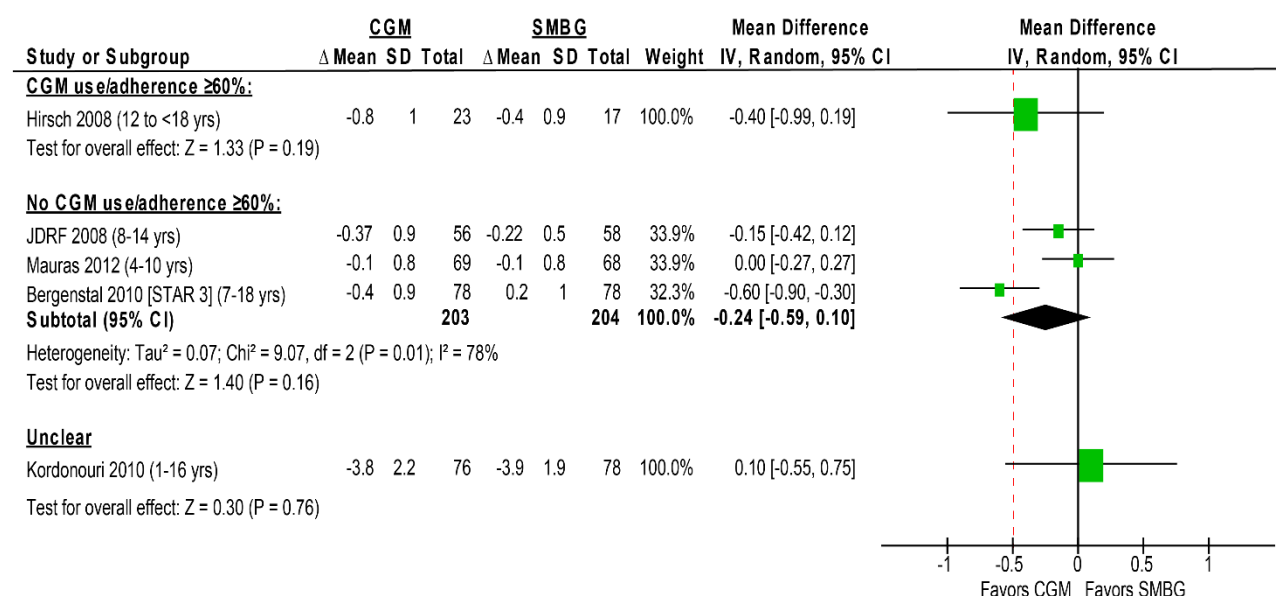 CGM SMBG Mean Difference Mean Difference
Study or Subgroup Δ Mean SD Total Δ Mean SD Total Weight IV, Random, 95% CI IV, Random, 95% CI
CGM use/adherence ≥60%:
Hirsch 2008 (12 to <18 yrs) -0.8 1 23 -0.4 0.9 17 100.0% -0.40 [-0.99, 0.19]
Test for overall effect: Z = 1.33 (P = 0.19)
No CGM use/adherence ≥60%:
JDRF 2008 (8-14 yrs) -0.37 0.9 56 -0.22 0.5 58 33.9% -0.15 [-0.42, 0.12]
Mauras 2012 (4-10 yrs) -0.1 0.8 69 -0.1 0.8 68 33.9% 0.00 [-0.27, 0.27]
Bergenstal 2010 [STAR 3] (7-18 yrs) -0.4 0.9 78 0.2 1 78 32.3% -0.60 [-0.90, -0.30]
Subtotal (95% CI) 203 204 100.0% -0.24 [-0.59, 0.10]
Heterogeneity: Tau² = 0.07; Chi² = 9.07, df = 2 (P = 0.01); I² = 78%
Test for overall effect: Z = 1.40 (P = 0.16)
Unclear
Kordonouri 2010 (1-16 yrs) -3.8 2.2 76 -3.9 1.9 78 100.0% 0.10 [-0.55, 0.75]
Test for overall effect: Z = 0.30 (P = 0.76)
-1 -0.5 0 0.5 1
Favors CGM Favors SMBG